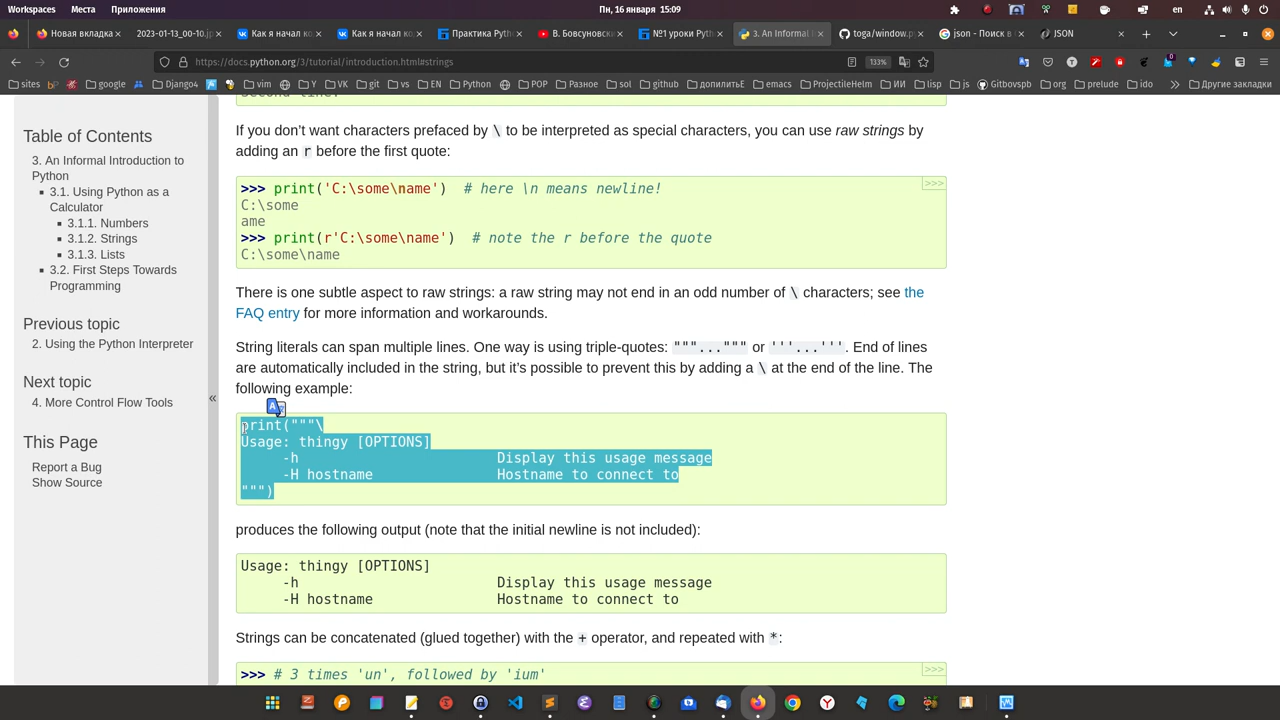 Workspaces Места Приложения Пн, 16 января 15:09 en
Новая вкладка 2023-01-13_00-10.jp Как я начал ко Как я начал ко Практика Pyth В. Бовсуновски №1 уроки Pyth 3. An Informal I toga/window.p json - Поиск в JSON
https://docs.python.org/3/tutorial/introduction.html#strings 133%
sites google Django4 vim EN Python VK git vs POP Разное sol github допилитьЕ emacs ProjectileHelm ИИ lisp js Gitbovspb org prelude ido Другие закладки
Second line.
Table of Contents
3. An Informal Introduction to Python
3.1. Using Python as a Calculator
3.1.1. Numbers
3.1.2. Strings
3.1.3. Lists
3.2. First Steps Towards Programming
Previous topic
2. Using the Python Interpreter
Next topic
4. More Control Flow Tools
This Page
Report a Bug
Show Source
«
If you don’t want characters prefaced by \ to be interpreted as special characters, you can use raw strings by
adding an r before the first quote:
>>> print('C:\some\name')  # here \n means newline!
C:\some
ame
>>> print(r'C:\some\name')  # note the r before the quote
C:\some\name
>>>
There is one subtle aspect to raw strings: a raw string may not end in an odd number of \ characters; see the
FAQ entry for more information and workarounds.
String literals can span multiple lines. One way is using triple-quotes: """...""" or '''...'''. End of lines
are automatically included in the string, but it’s possible to prevent this by adding a \ at the end of the line. The
following example:
print("""\
Usage: thingy [OPTIONS]
     -h                        Display this usage message
     -H hostname               Hostname to connect to
""")
produces the following output (note that the initial newline is not included):
Usage: thingy [OPTIONS]
     -h                        Display this usage message
     -H hostname               Hostname to connect to
Strings can be concatenated (glued together) with the + operator, and repeated with *:
>>> # 3 times 'un', followed by 'ium'
>>>